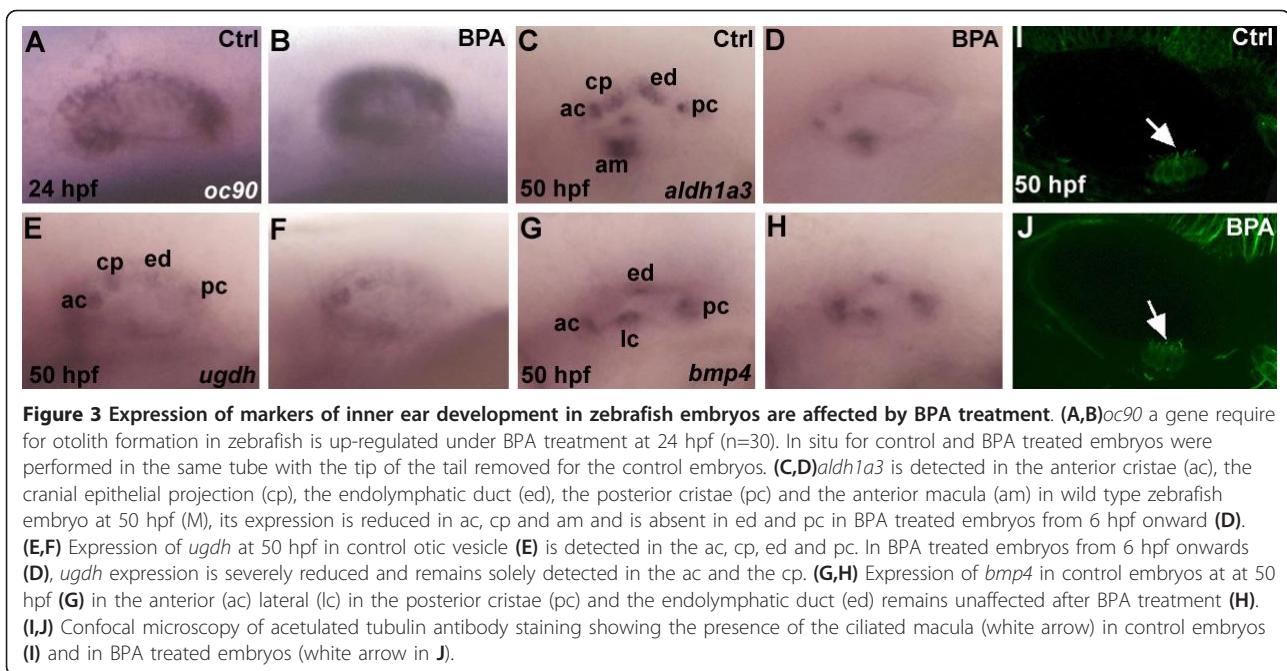 A Ctrl B BPA C Ctrl D BPA I Ctrl
cp ed
ac pc
am
24 hpf oc90 50 hpf aldh1a3 50 hpf
E F G H J BPA
cp ed ed
ac pc ac pc
lc
50 hpf ugdh 50 hpf bmp4
Figure 3 Expression of markers of inner ear development in zebrafish embryos are affected by BPA treatment. (A,B)oc90 a gene require
for otolith formation in zebrafish is up-regulated under BPA treatment at 24 hpf (n=30). In situ for control and BPA treated embryos were
performed in the same tube with the tip of the tail removed for the control embryos. (C,D)aldh1a3 is detected in the anterior cristae (ac), the
cranial epithelial projection (cp), the endolymphatic duct (ed), the posterior cristae (pc) and the anterior macula (am) in wild type zebrafish
embryo at 50 hpf (M), its expression is reduced in ac, cp and am and is absent in ed and pc in BPA treated embryos from 6 hpf onward (D).
(E,F) Expression of ugdh at 50 hpf in control otic vesicle (E) is detected in the ac, cp, ed and pc. In BPA treated embryos from 6 hpf onwards
(D), ugdh expression is severely reduced and remains solely detected in the ac and the cp. (G,H) Expression of bmp4 in control embryos at at 50
hpf (G) in the anterior (ac) lateral (lc) in the posterior cristae (pc) and the endolymphatic duct (ed) remains unaffected after BPA treatment (H).
(I,J) Confocal microscopy of acetulated tubulin antibody staining showing the presence of the ciliated macula (white arrow) in control embryos
(I) and in BPA treated embryos (white arrow in J).